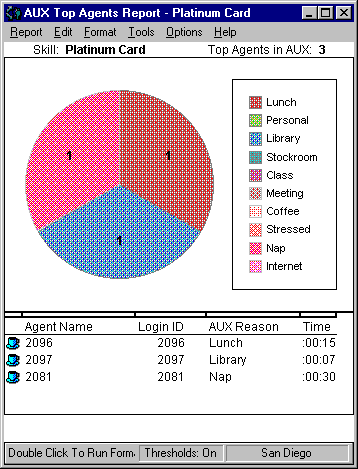 AUX Top Agents Report - Platinum Card
Report Edit Format Tools Options Help
Skill: Platinum Card Top Agents in AUX: 3
1
1
1
Lunch
Personal
Library
Stockroom
Class
Meeting
Coffee
Stressed
Nap
Internet
Agent Name Login ID AUX Reason Time
2096 2096 Lunch :00:15
2097 2097 Library :00:07
2081 2081 Nap :00:30
Double Click To Run Form. Thresholds: On San Diego